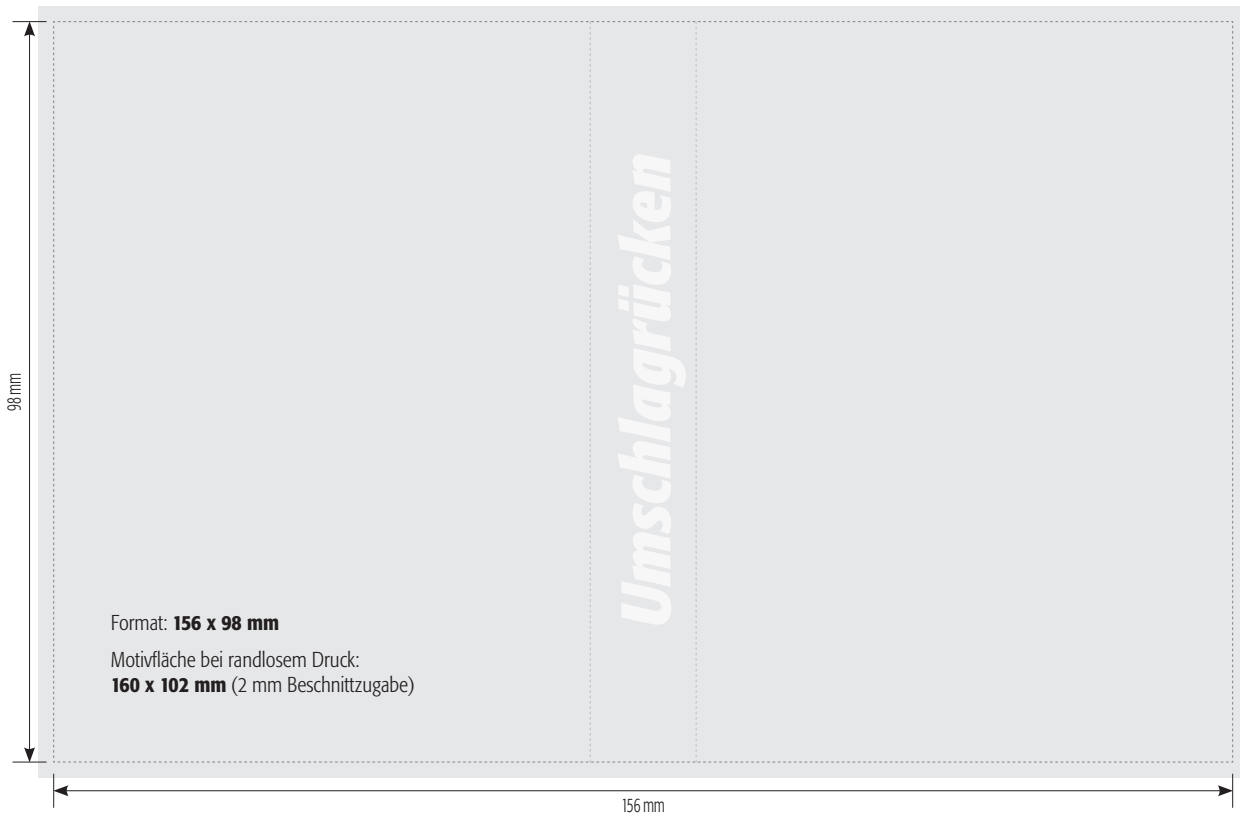 Umschlagrücken
98 mm
Format: 156 x 98 mm
Motivfläche bei randlosem Druck:
160 x 102 mm (2 mm Beschnittzugabe)
156 mm